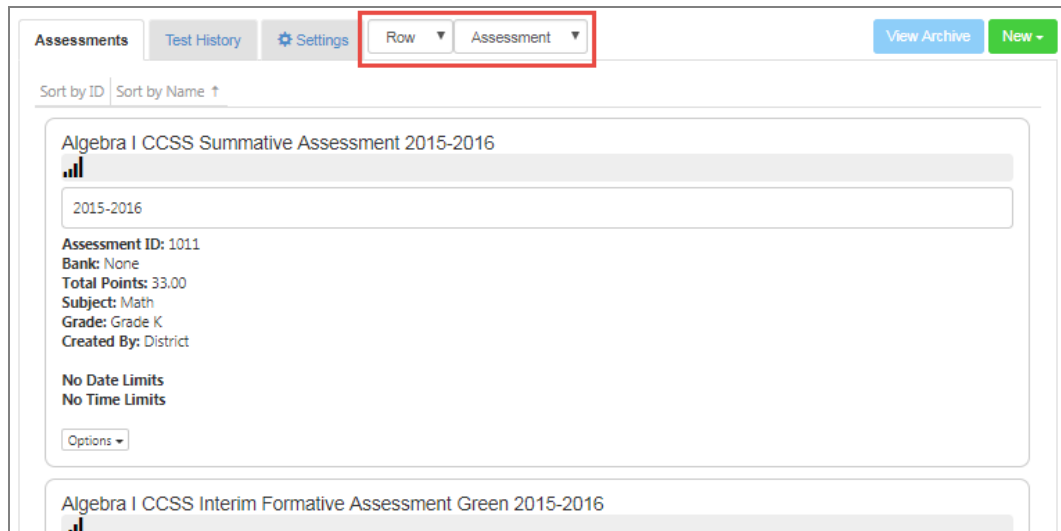 Assessments Test History Settings Row Assessment View Archive New
Sort by ID Sort by Name ↑
Algebra I CCSS Summative Assessment 2015-2016
2015-2016
Assessment ID: 1011
Bank: None
Total Points: 33.00
Subject: Math
Grade: Grade K
Created By: District
No Date Limits
No Time Limits
Options
Algebra I CCSS Interim Formative Assessment Green 2015-2016